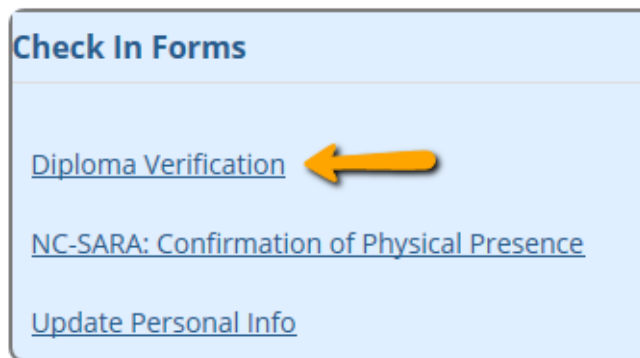 Check In Forms
Diploma Verification
NC-SARA: Confirmation of Physical Presence
Update Personal Info